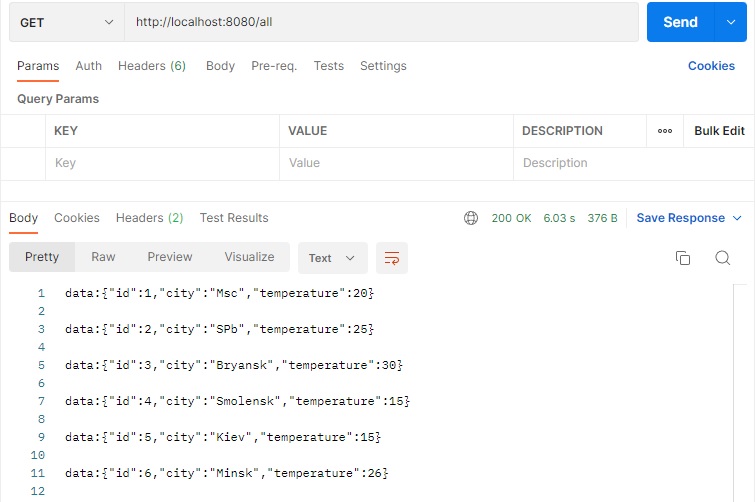 GET http://localhost:8080/all Send
Params Auth Headers (6) Body Pre-req. Tests Settings Cookies
Query Params
KEY VALUE DESCRIPTION ooo Bulk Edit
Key Value Description
Body Cookies Headers (2) Test Results 200 OK 6.03 s 376 B Save Response
Pretty Raw Preview Visualize Text
1 data:{"id":1,"city":"Msc","temperature":20}
2
3 data:{"id":2,"city":"SPb","temperature":25}
4
5 data:{"id":3,"city":"Bryansk","temperature":30}
6
7 data:{"id":4,"city":"Smolensk","temperature":15}
8
9 data:{"id":5,"city":"Kiev","temperature":15}
10
11 data:{"id":6,"city":"Minsk","temperature":26}
12